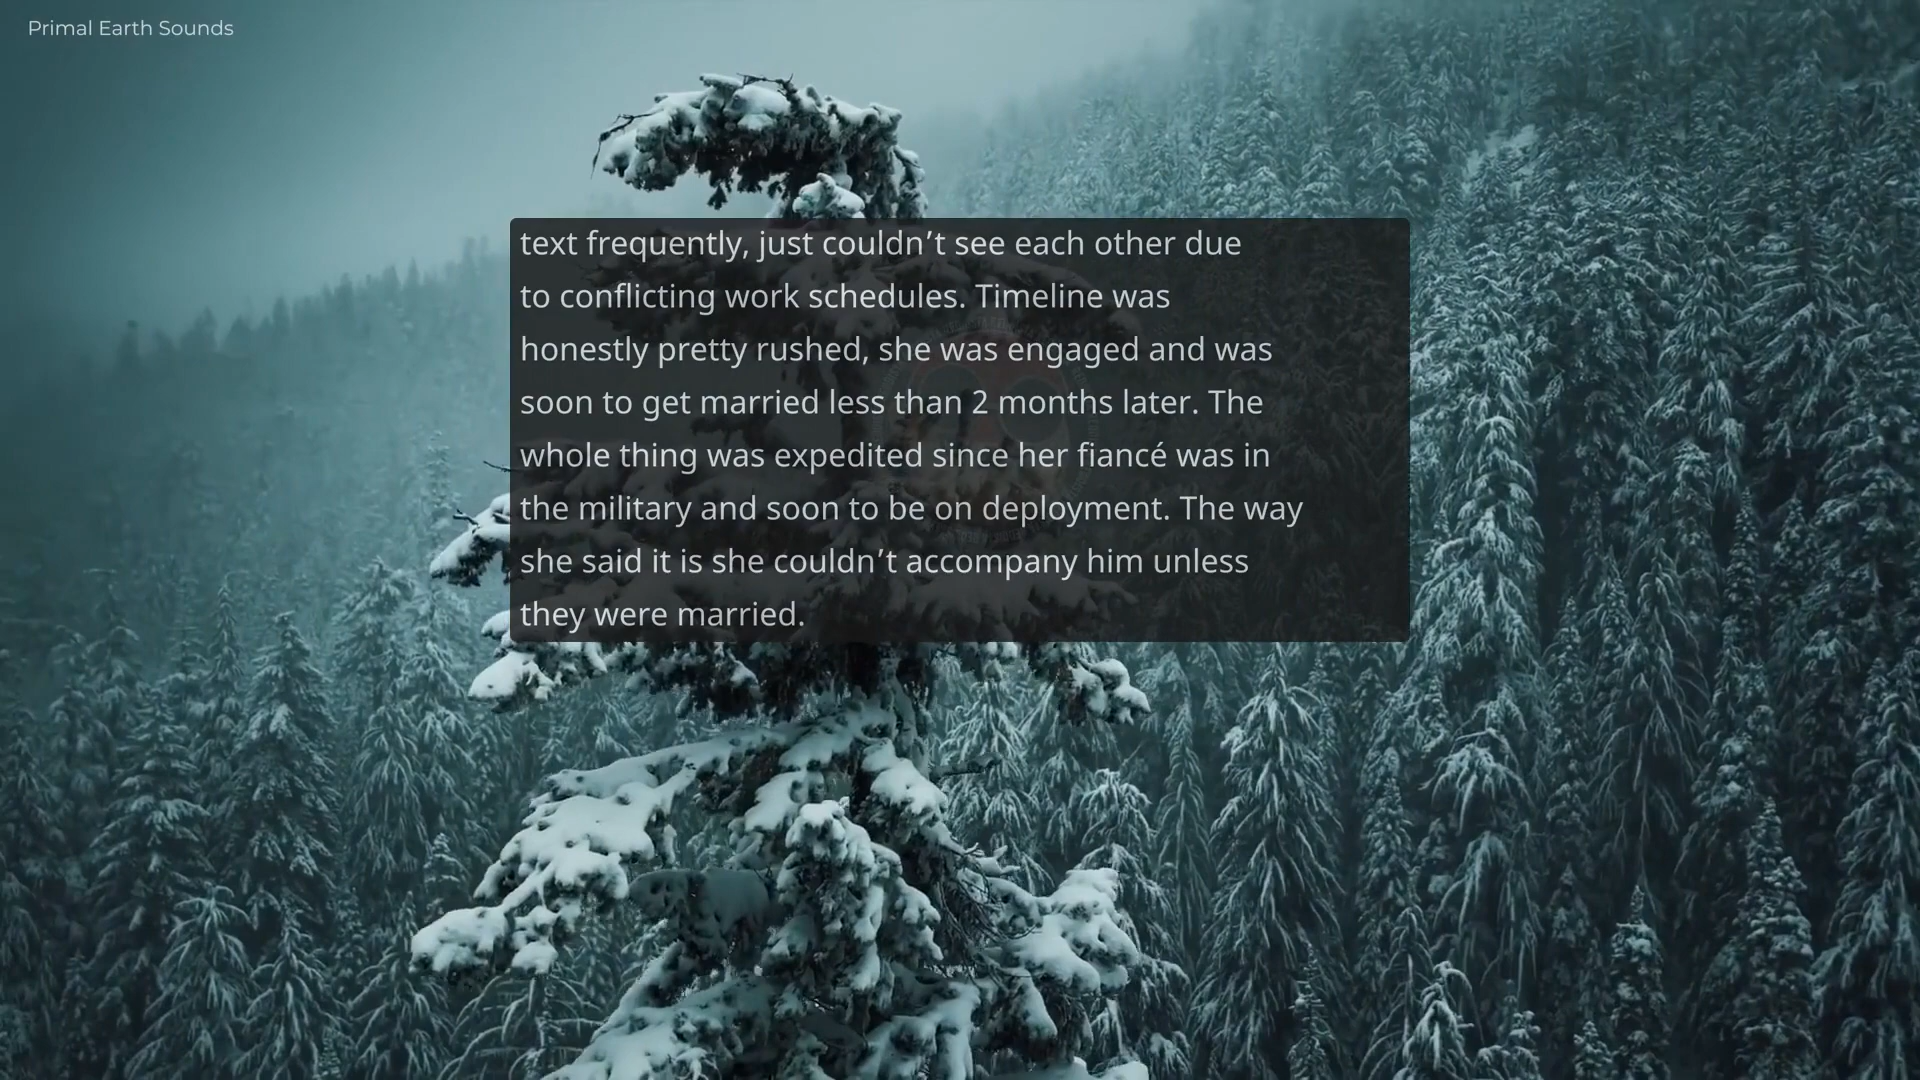 Primal Earth Sounds
text frequently, just couldn’t see each other due
to conflicting work schedules. Timeline was
honestly pretty rushed, she was engaged and was
soon to get married less than 2 months later. The
whole thing was expedited since her fiancé was in
the military and soon to be on deployment. The way
she said it is she couldn’t accompany him unless
they were married.